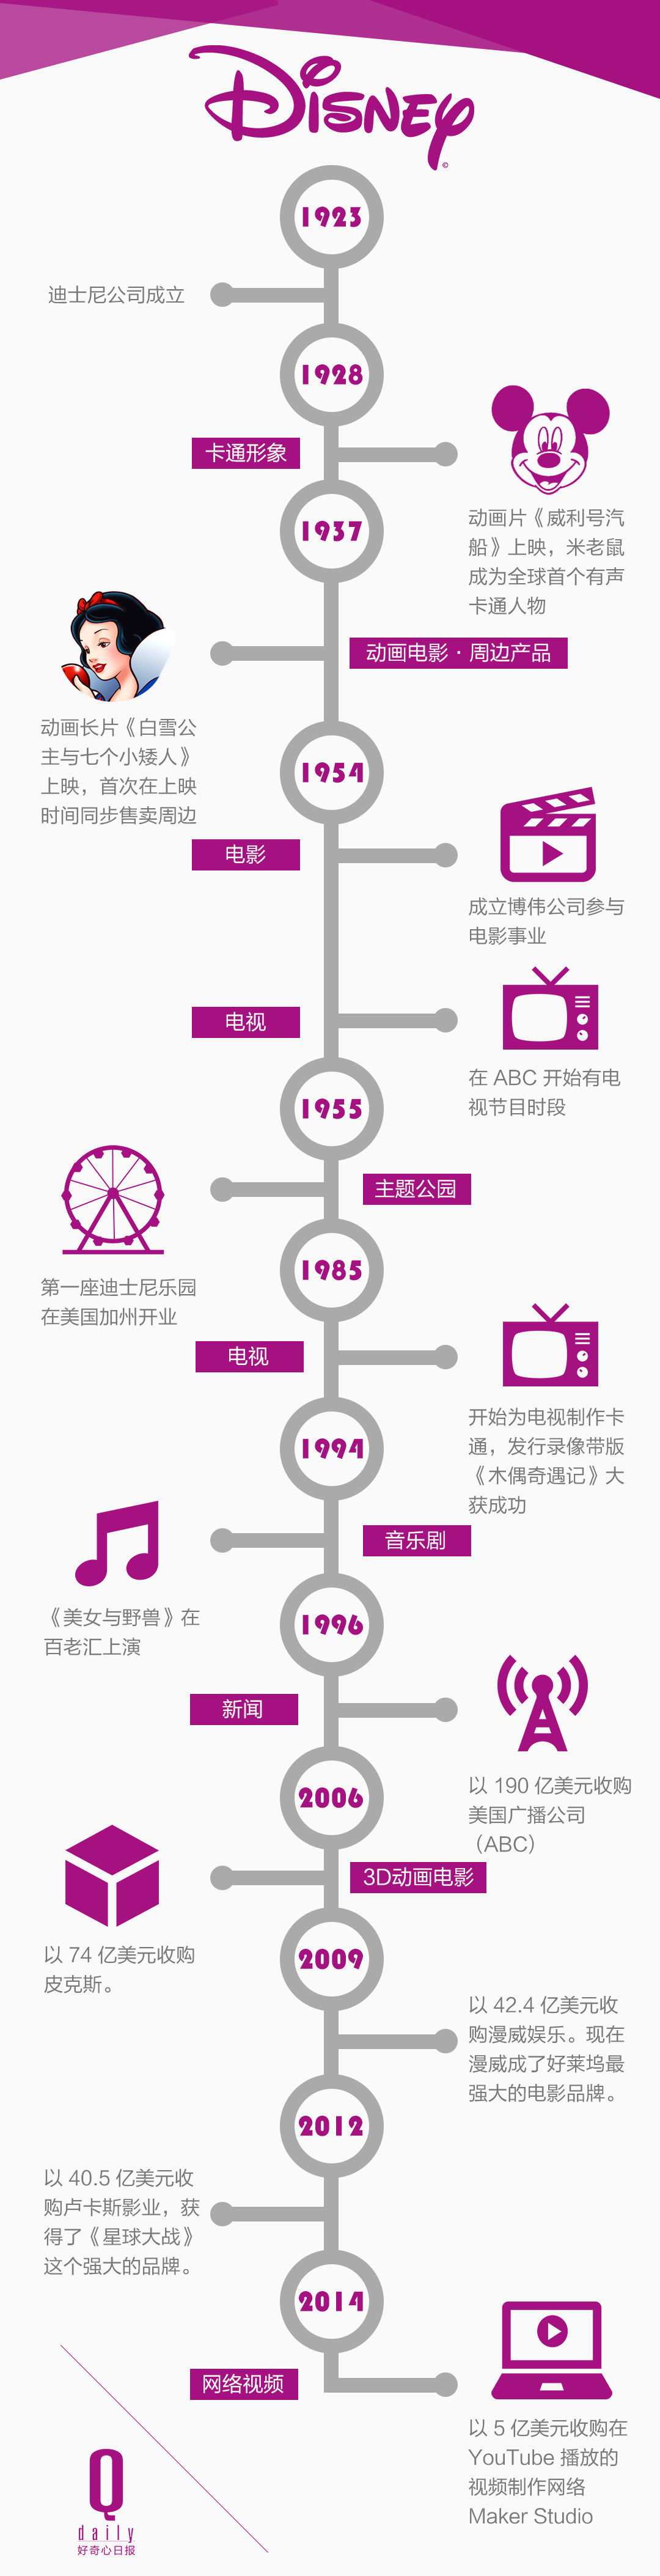 DISNEY
©
1923
迪士尼公司成立
1928
卡通形象
动画片《威利号汽
船》上映，米老鼠
成为全球首个有声
卡通人物
1937
动画电影·周边产品
动画长片《白雪公
主与七个小矮人》
上映，首次在上映
时间同步售卖周边
1954
电影
成立博伟公司参与
电影事业
电视
在 ABC 开始有电
视节目时段
1955
主题公园
第一座迪士尼乐园
在美国加州开业
1985
电视
开始为电视制作卡
通，发行录像带版
《木偶奇遇记》大
获成功
1994
音乐剧
《美女与野兽》在
百老汇上演
1996
新闻
以 190 亿美元收购
美国广播公司
（ABC）
2006
3D动画电影
以 74 亿美元收购
皮克斯。
2009
以 42.4 亿美元收
购漫威娱乐。现在
漫威成了好莱坞最
强大的电影品牌。
2012
以 40.5 亿美元收
购卢卡斯影业，获
得了《星球大战》
这个强大的品牌。
2014
网络视频
以 5 亿美元收购在
YouTube 播放的
视频制作网络
Maker Studio
Q
daily
好奇心日报